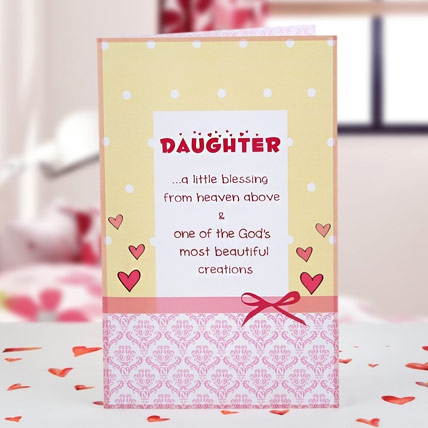 DAUGHTER
...a little blessing
from heaven above
&
one of the God's
most beautiful
creations